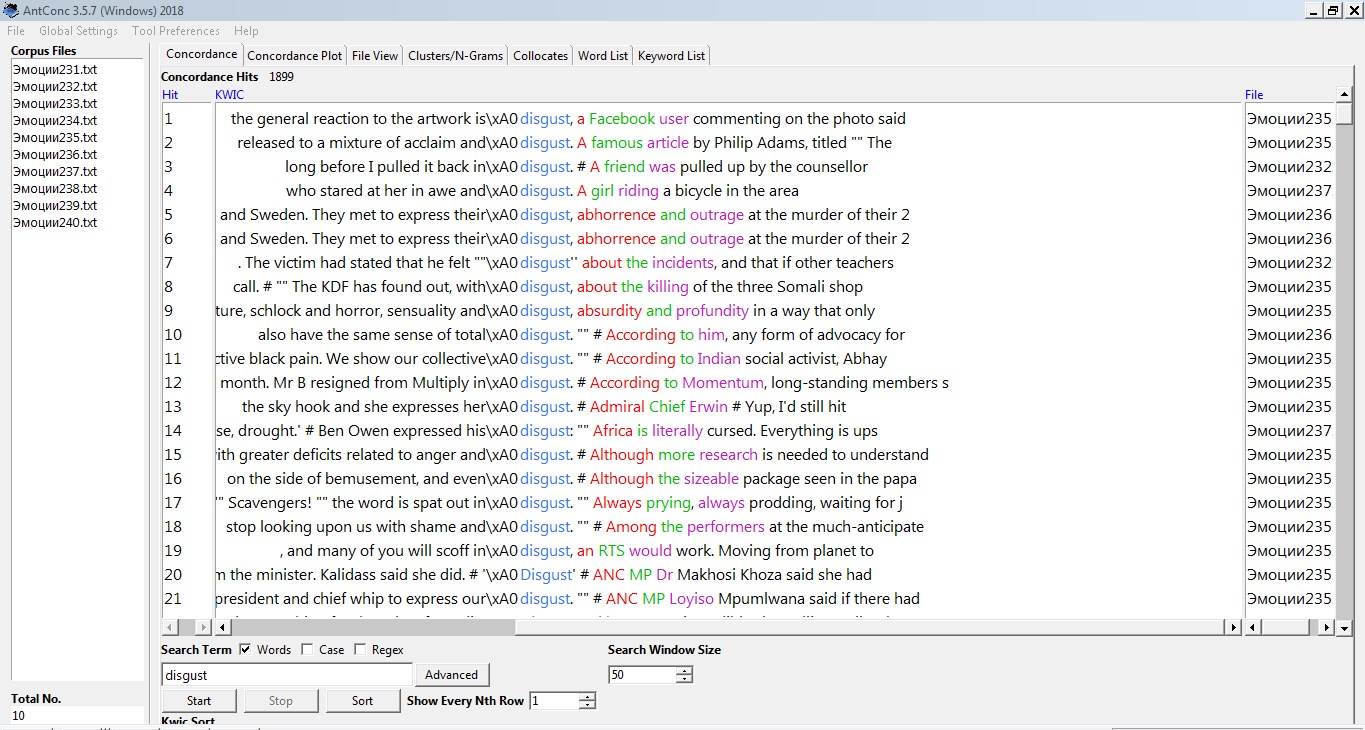 AntConc 3.5.7 (Windows) 2018
File Global Settings Tool Preferences Help
Corpus Files
Эмоции231.txt
Эмоции232.txt
Эмоции233.txt
Эмоции234.txt
Эмоции235.txt
Эмоции236.txt
Эмоции237.txt
Эмоции238.txt
Эмоции239.txt
Эмоции240.txt
Total No.
10
Concordance Concordance Plot File View Clusters/N-Grams Collocates Word List Keyword List
Concordance Hits 1899
Hit KWIC File
1 the general reaction to the artwork is\xA0 disgust, a Facebook user commenting on the photo said Эмоции235
2 released to a mixture of acclaim and\xA0 disgust. A famous article by Philip Adams, titled "" The Эмоции235
3 long before I pulled it back in\xA0 disgust. # A friend was pulled up by the counsellor Эмоции232
4 who stared at her in awe and\xA0 disgust. A girl riding a bicycle in the area Эмоции237
5 and Sweden. They met to express their\xA0 disgust, abhorrence and outrage at the murder of their 2 Эмоции236
6 and Sweden. They met to express their\xA0 disgust, abhorrence and outrage at the murder of their 2 Эмоции236
7 . The victim had stated that he felt ""\xA0 disgust'' about the incidents, and that if other teachers Эмоции232
8 call. # "" The KDF has found out, with\xA0 disgust, about the killing of the three Somali shop Эмоции235
9 ture, schlock and horror, sensuality and\xA0 disgust, absurdity and profundity in a way that only Эмоции235
10 also have the same sense of total\xA0 disgust. "" # According to him, any form of advocacy for Эмоции236
11 ctive black pain. We show our collective\xA0 disgust. "" # According to Indian social activist, Abhay Эмоции235
12 month. Mr B resigned from Multiply in\xA0 disgust. # According to Momentum, long-standing members s Эмоции235
13 the sky hook and she expresses her\xA0 disgust. # Admiral Chief Erwin # Yup, I'd still hit Эмоции235
14 se, drought.' # Ben Owen expressed his\xA0 disgust: "" Africa is literally cursed. Everything is ups Эмоции237
15 ith greater deficits related to anger and\xA0 disgust. # Although more research is needed to understand Эмоции235
16 on the side of bemusement, and even\xA0 disgust. # Although the sizeable package seen in the papa Эмоции235
17 "" Scavengers! "" the word is spat out in\xA0 disgust. "" Always prying, always prodding, waiting for j Эмоции235
18 stop looking upon us with shame and\xA0 disgust. "" # Among the performers at the much-anticipate Эмоции235
19 , and many of you will scoff in\xA0 disgust, an RTS would work. Moving from planet to Эмоции235
20 m the minister. Kalidass said she did. # '\xA0 Disgust' # ANC MP Dr Makhosi Khoza said she had Эмоции235
21 president and chief whip to express our\xA0 disgust. "" # ANC MP Loyiso Mpumlwana said if there had Эмоции235
Search Term Words Case Regex Search Window Size
disgust Advanced 50
Start Stop Sort Show Every Nth Row 1
Kwic Sort